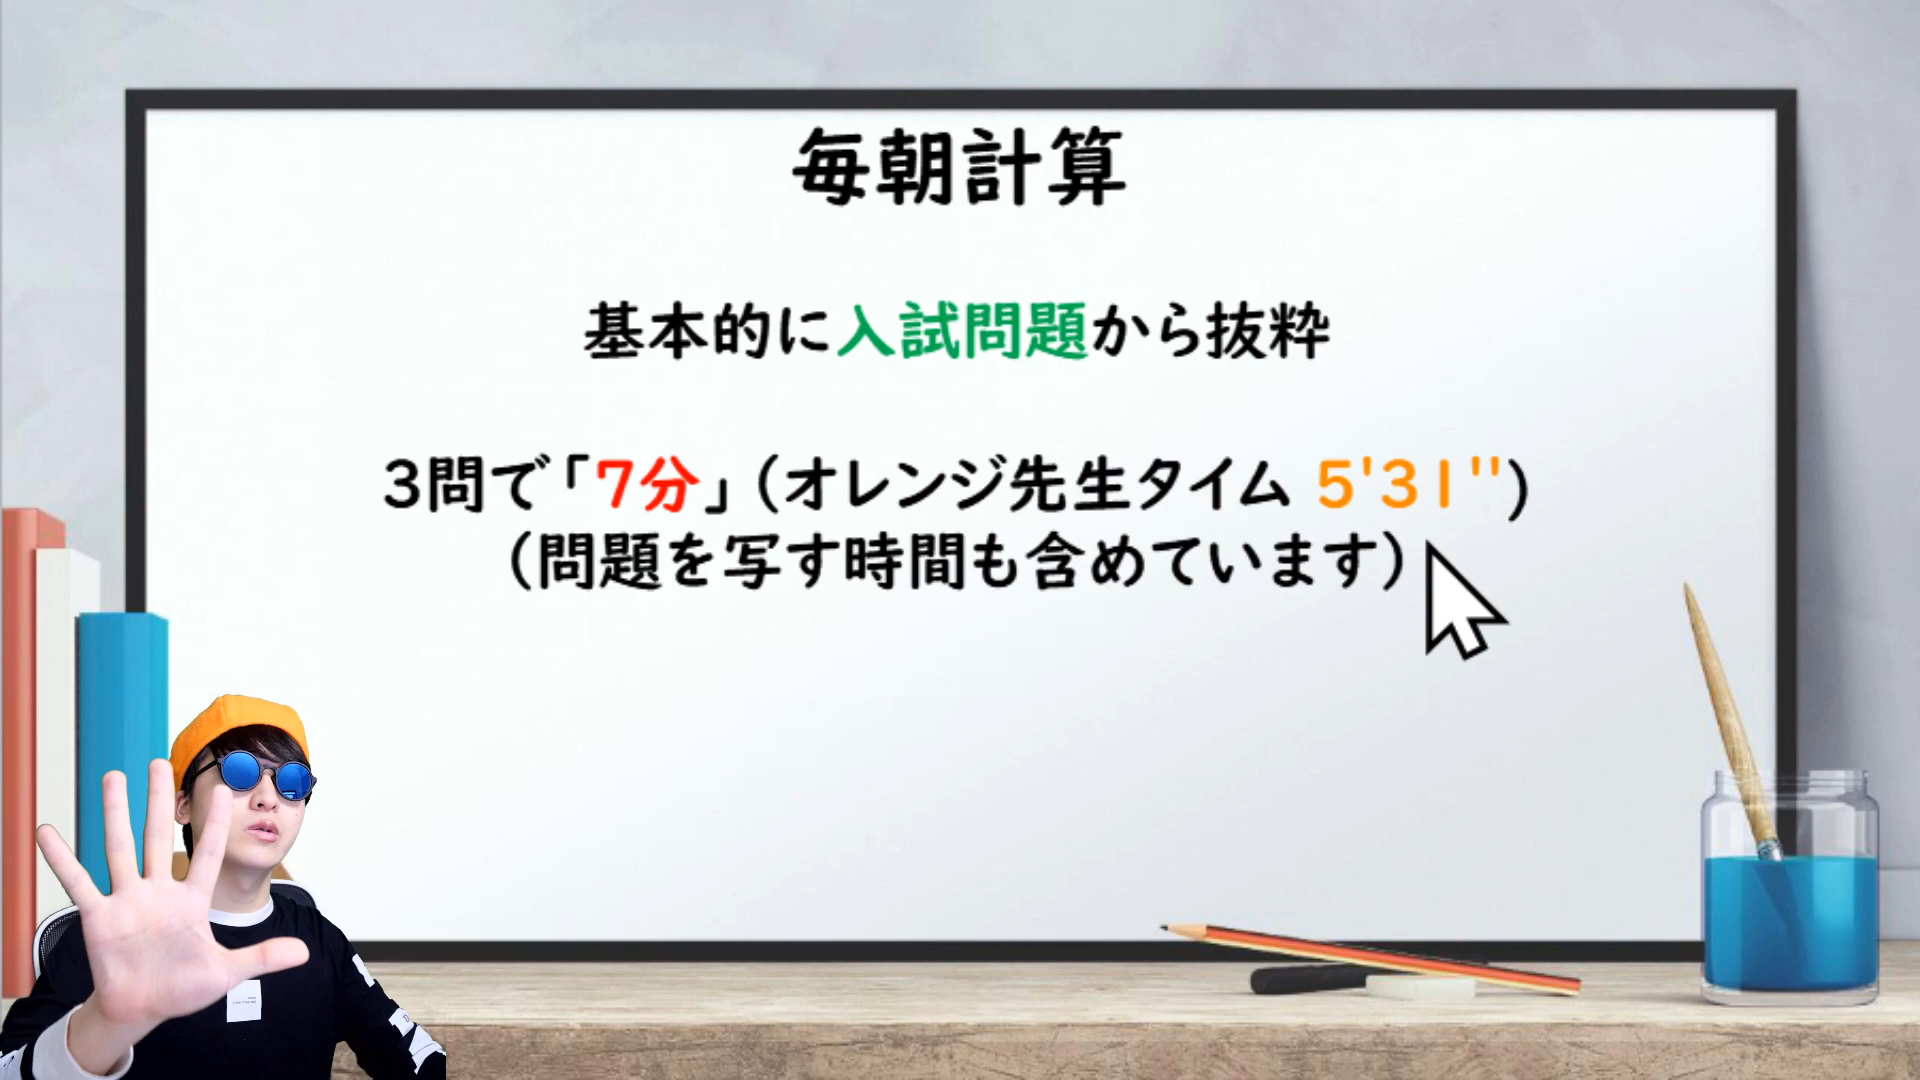 毎朝計算
基本的に入試問題から抜粋
3問で「7分」(オレンジ先生タイム 5'31'')
(問題を写す時間も含めています)